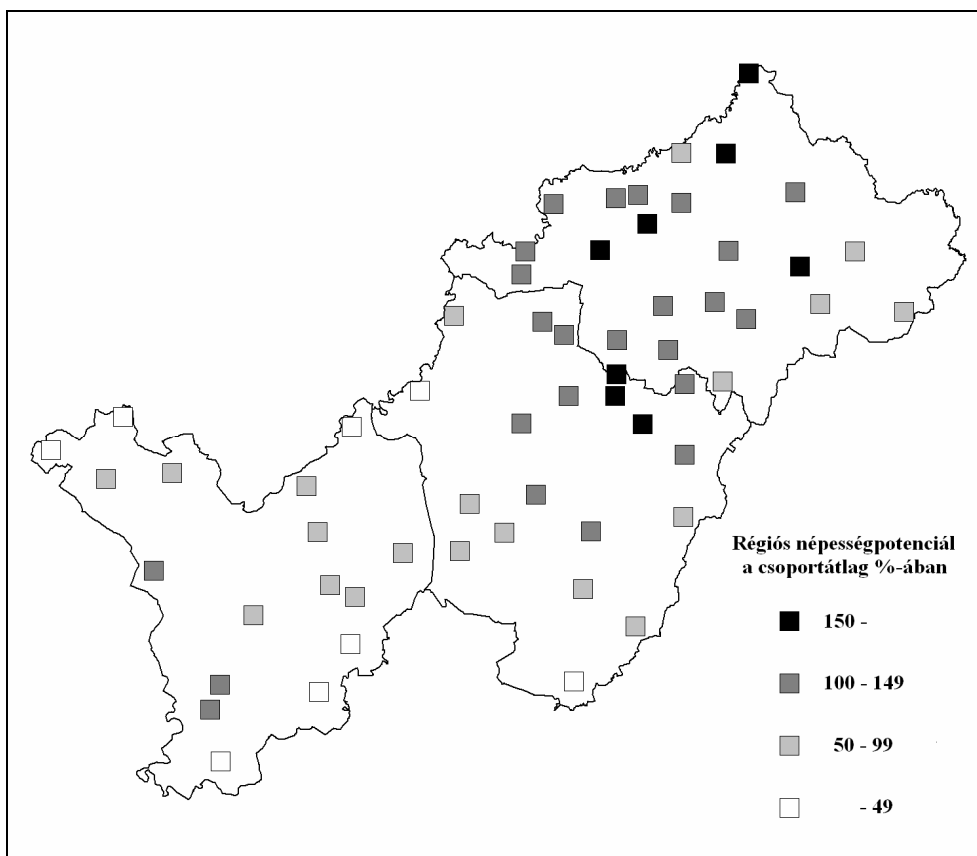 Régiós népességpotenciál
a csoportátlag %-ában
150 -
100 - 149
50 - 99
- 49